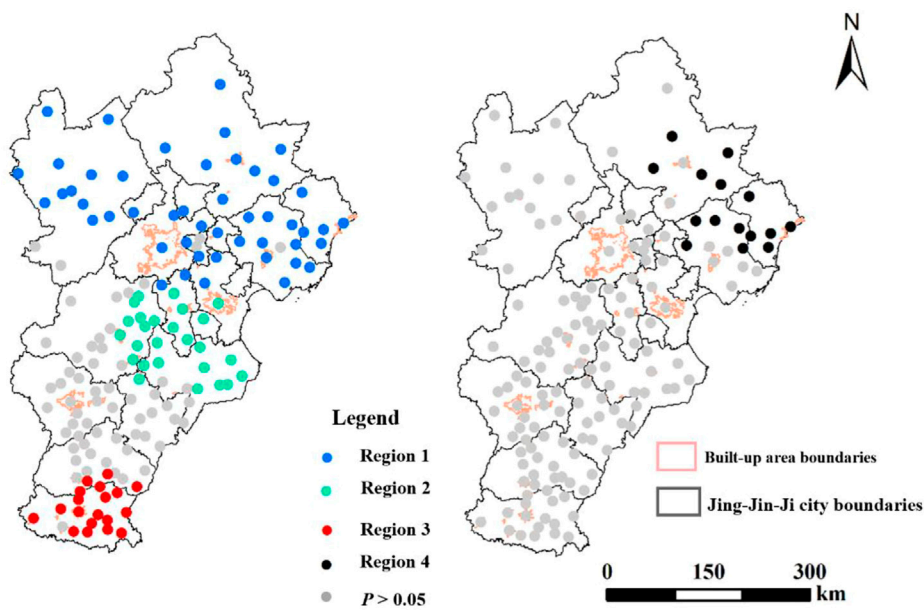 N
Legend
Region 1
Region 2
Region 3
Region 4
P > 0.05
Built-up area boundaries
Jing-Jin-Ji city boundaries
0 150 300
km